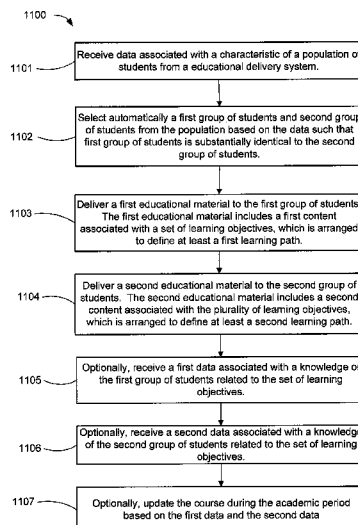 1100
1101
Receive data associated with a characteristic of a population of
students from a educational delivery system.
1102
Select automatically a first group of students and second group
of students from the population based on the data such that
first group of students is substantially identical to the second
group of students.
1103
Deliver a first educational material to the first group of students.
The first educational material includes a first content
associated with a set of learning objectives, which is arranged
to define at least a first learning path.
1104
Deliver a second educational material to the second group of
students. The second educational material includes a second
content associated with the plurality of learning objectives,
which is arranged to define at least a second learning path.
1105
Optionally, receive a first data associated with a knowledge of
the first group of students related to the set of learning
objectives.
1106
Optionally, receive a second data associated with a knowledge
of the second group of students related to the set of learning
objectives.
1107
Optionally, update the course during the academic period
based on the first data and the second data